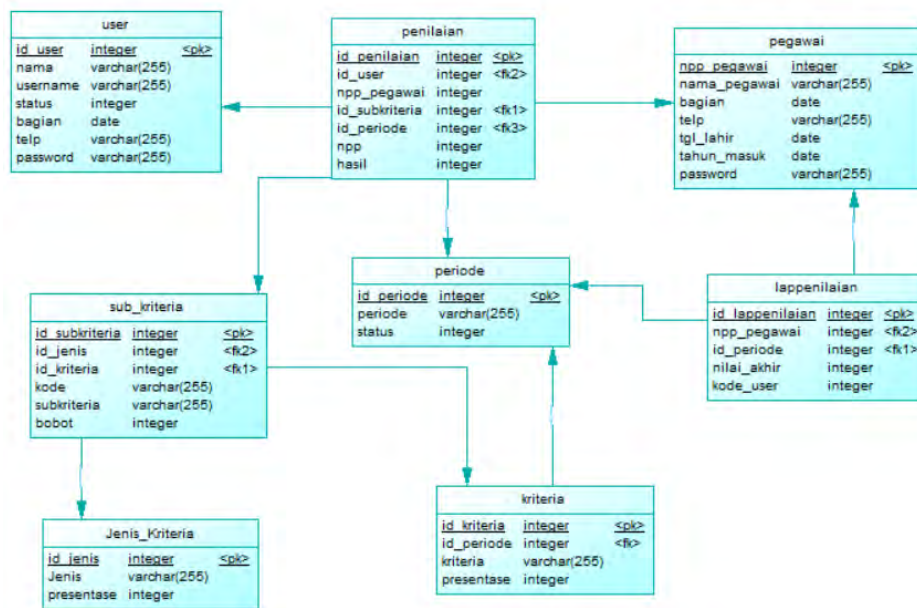 user
id_user integer <pk>
nama varchar(255)
username varchar(255)
status integer
bagian date
telp varchar(255)
password varchar(255)
penilaian
id_penilaian integer <pk>
id_user integer <fk2>
npp_pegawai integer
id_subkriteria integer <fk1>
id_periode integer <fk3>
npp integer
hasil integer
pegawai
npp_pegawai integer <pk>
nama_pegawai varchar(255)
bagian date
telp varchar(255)
tgl_lahir date
tahun_masuk date
password varchar(255)
periode
id_periode integer <pk>
periode varchar(255)
status integer
lappenilaian
id_lappenilaian integer <pk>
npp_pegawai integer <fk2>
id_periode integer <fk1>
nilai_akhir integer
kode_user integer
sub_kriteria
id_subkriteria integer <pk>
id_jenis integer <fk2>
id_kriteria integer <fk1>
kode varchar(255)
subkriteria varchar(255)
bobot integer
kriteria
id_kriteria integer <pk>
id_periode integer <fk>
kriteria varchar(255)
presentase integer
Jenis_Kriteria
id_jenis integer <pk>
Jenis varchar(255)
presentase integer